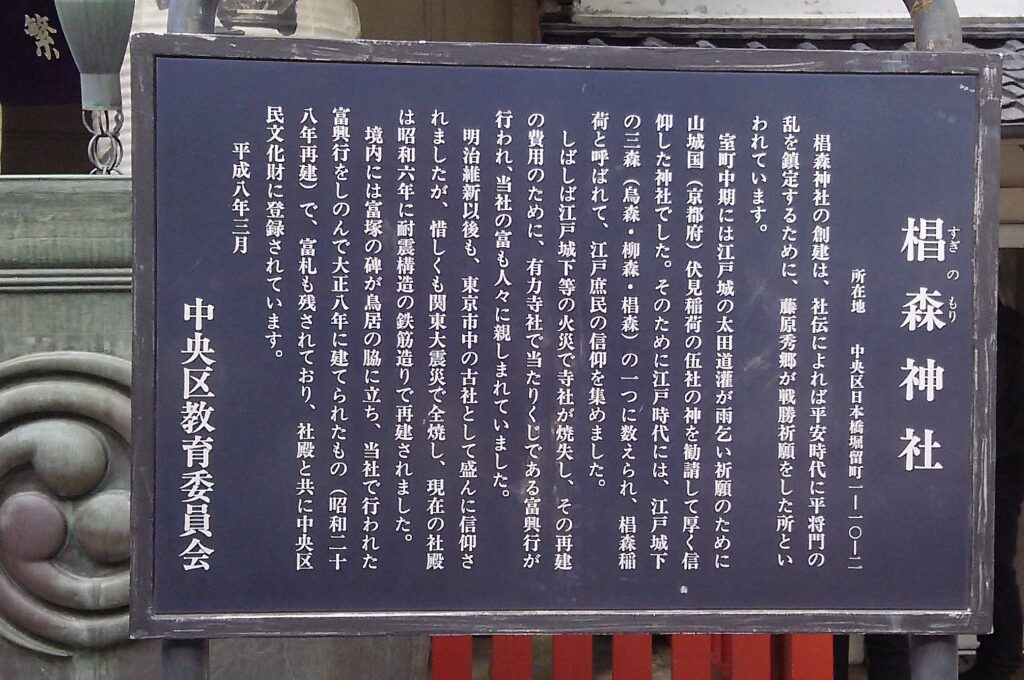 繁
椙森神社
すぎのもり
所在地　中央区日本橋堀留町一―一〇―二
椙森神社の創建は、社伝によれば平安時代に平将門の
乱を鎮定するために、藤原秀郷が戦勝祈願をした所とい
われています。
室町中期には江戸城の太田道灌が雨乞い祈願のために
山城国（京都府）伏見稲荷の伍社の神を勧請して厚く信
仰した神社でした。そのために江戸時代には、江戸城下
の三森（烏森・柳森・椙森）の一つに数えられ、椙森稲
荷と呼ばれて、江戸庶民の信仰を集めました。
しばしば江戸城下等の火災で寺社が焼失し、その再建
の費用のために、有力寺社で当たりくじである富興行が
行われ、当社の富も人々に親しまれていました。
明治維新以後も、東京市中の古社として盛んに信仰さ
れましたが、惜しくも関東大震災で全焼し、現在の社殿
は昭和六年に耐震構造の鉄筋造りで再建されました。
境内には富塚の碑が鳥居の脇に立ち、当社で行われた
富興行をしのんで大正八年に建てられたもの（昭和二十
八年再建）で、富札も残されており、社殿と共に中央区
民文化財に登録されています。
平成八年三月
中央区教育委員会